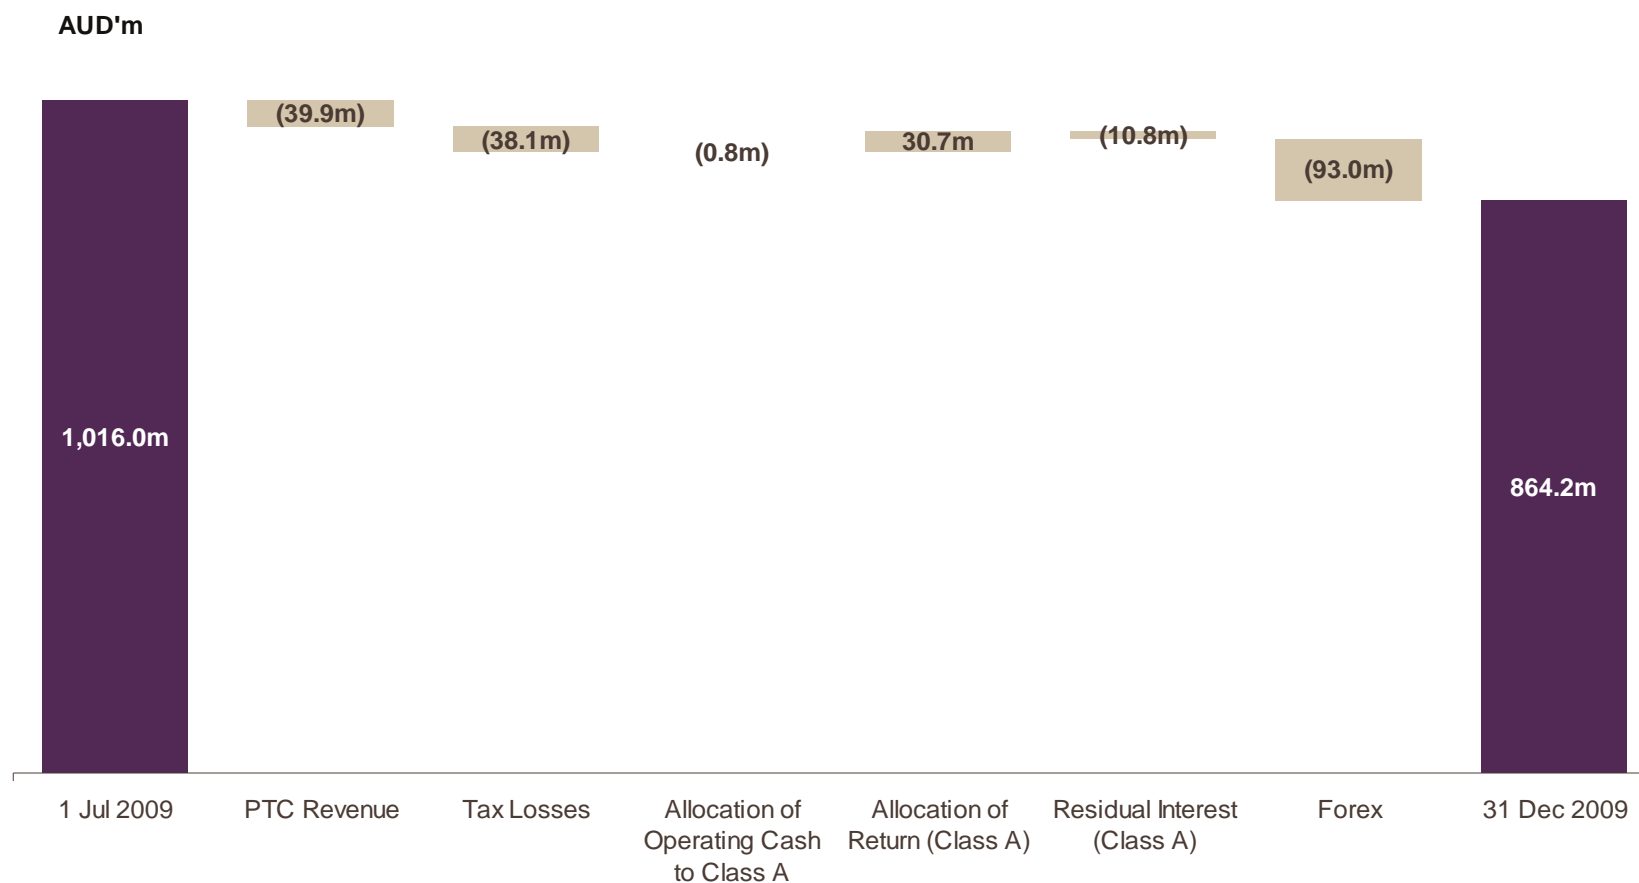 AUD'm
(39.9m)
(38.1m)
(0.8m)
30.7m
(10.8m)
(93.0m)
1,016.0m
864.2m
1 Jul 2009
PTC Revenue
Tax Losses
Allocation of
Operating Cash
to Class A
Allocation of
Return (Class A)
Residual Interest
(Class A)
Forex
31 Dec 2009